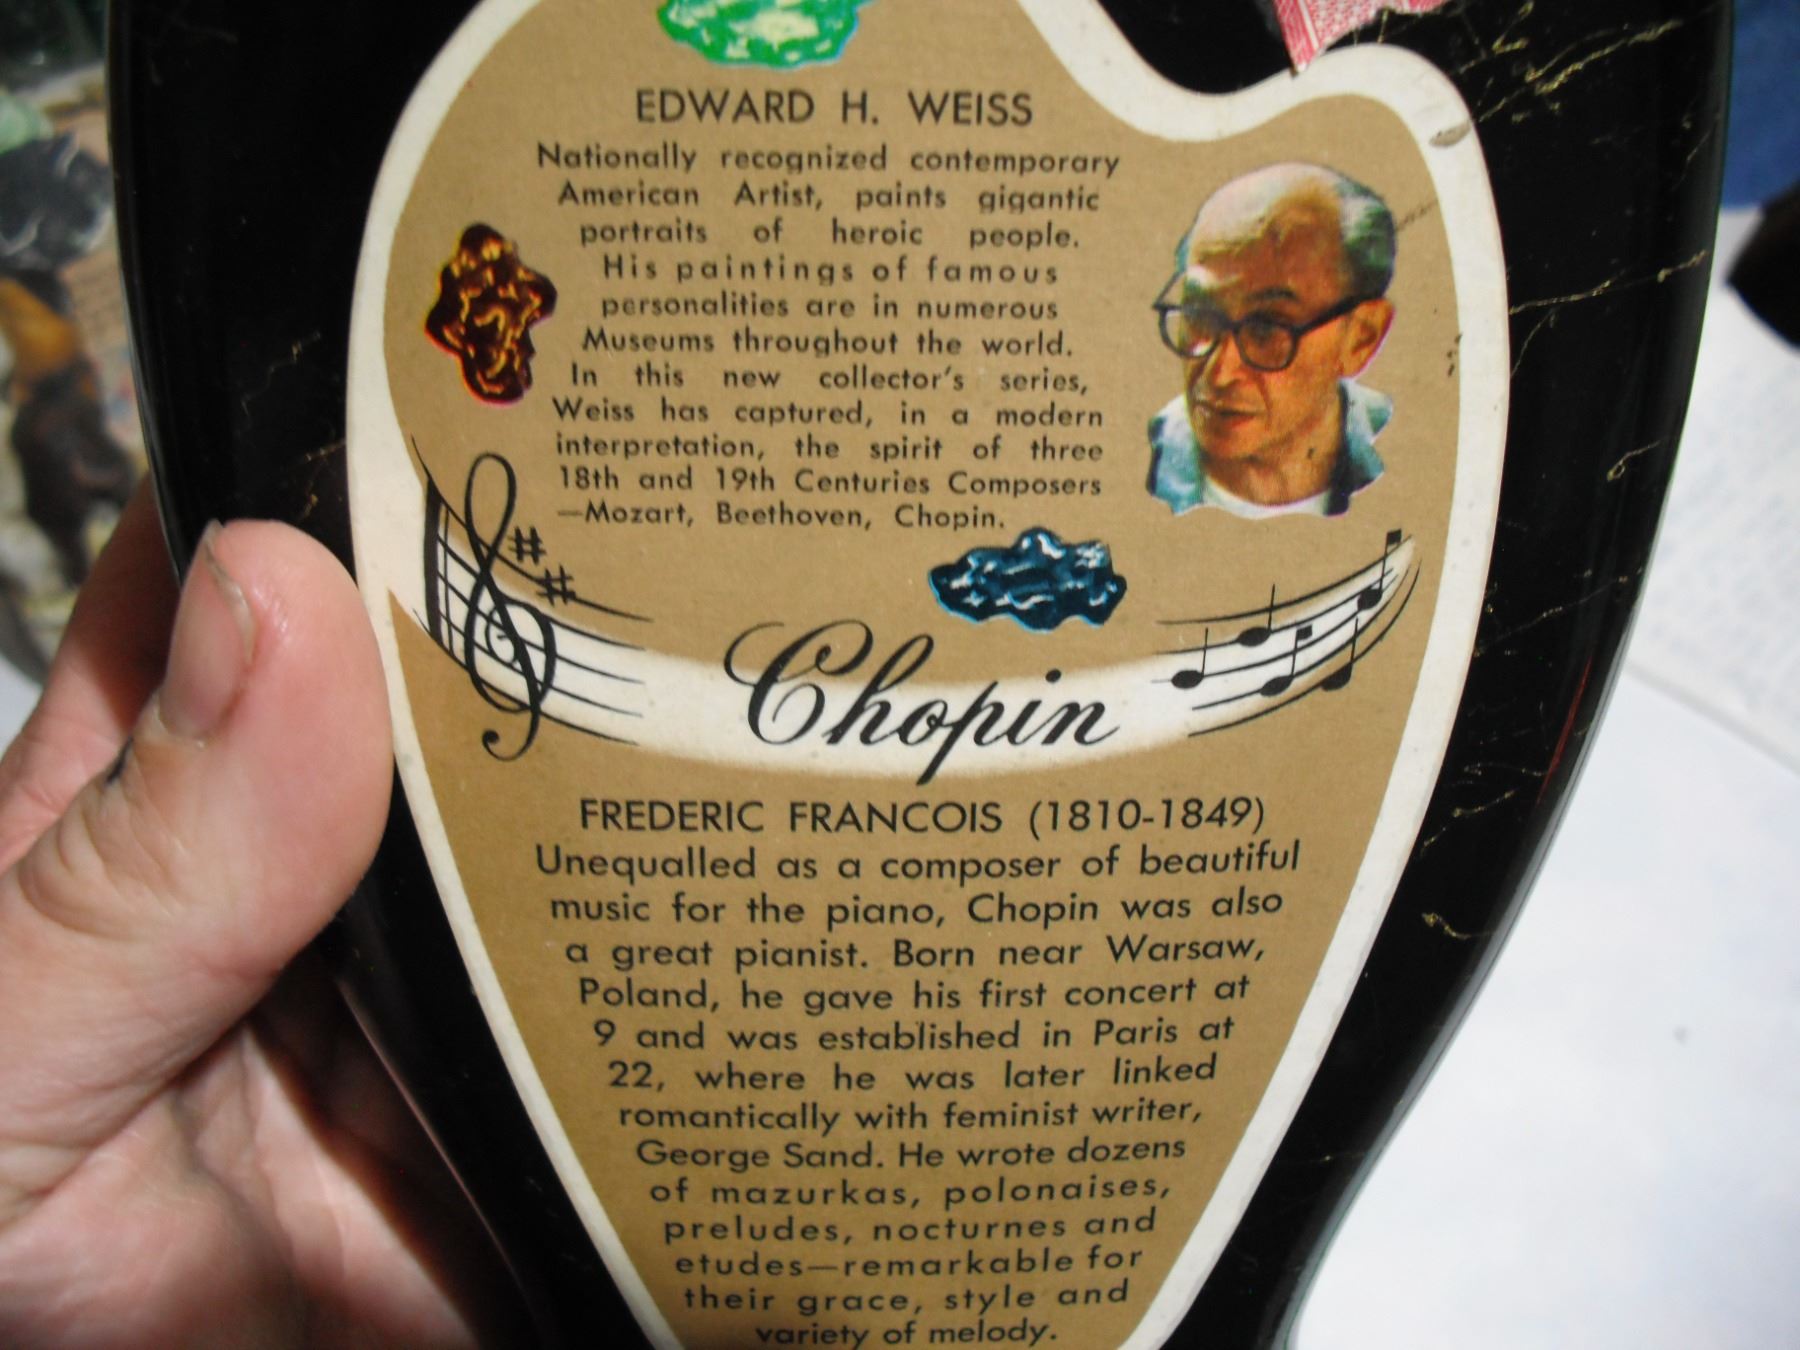 EDWARD H. WEISS
Nationally recognized contemporary
American Artist, paints gigantic
portraits of heroic people.
His paintings of famous
personalities are in numerous
Museums throughout the world.
In this new collector's series,
Weiss has captured, in a modern
interpretation, the spirit of three
18th and 19th Centuries Composers
—Mozart, Beethoven, Chopin.
Chopin
FREDERIC FRANCOIS (1810-1849)
Unequalled as a composer of beautiful
music for the piano, Chopin was also
a great pianist. Born near Warsaw,
Poland, he gave his first concert at
9 and was established in Paris at
22, where he was later linked
romantically with feminist writer,
George Sand. He wrote dozens
of mazurkas, polonaises,
preludes, nocturnes and
etudes—remarkable for
their grace, style and
variety of melody.